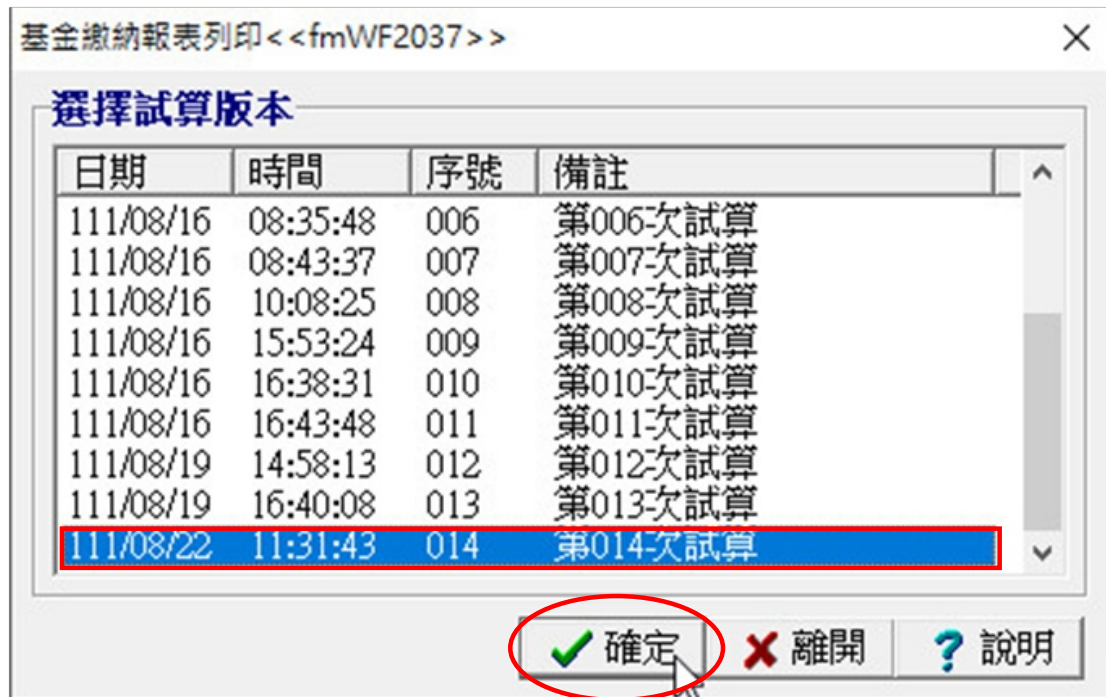 基金繳納報表列印<<fmWF2037>>
選擇試算版本
日期 時間 序號 備註
111/08/16 08:35:48 006 第006次試算
111/08/16 08:43:37 007 第007次試算
111/08/16 10:08:25 008 第008次試算
111/08/16 15:53:24 009 第009次試算
111/08/16 16:38:31 010 第010次試算
111/08/16 16:43:48 011 第011次試算
111/08/19 14:58:13 012 第012次試算
111/08/19 16:40:08 013 第013次試算
111/08/22 11:31:43 014 第014次試算
確定 離開 說明